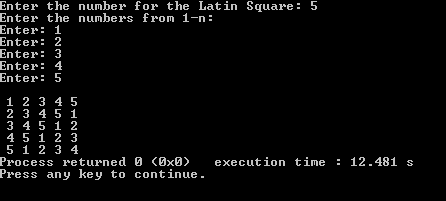 Enter the number for the Latin Square: 5
Enter the numbers from 1-n:
Enter: 1
Enter: 2
Enter: 3
Enter: 4
Enter: 5
1 2 3 4 5
2 3 4 5 1
3 4 5 1 2
4 5 1 2 3
5 1 2 3 4
Process returned 0 (0x0)   execution time : 12.481 s
Press any key to continue.